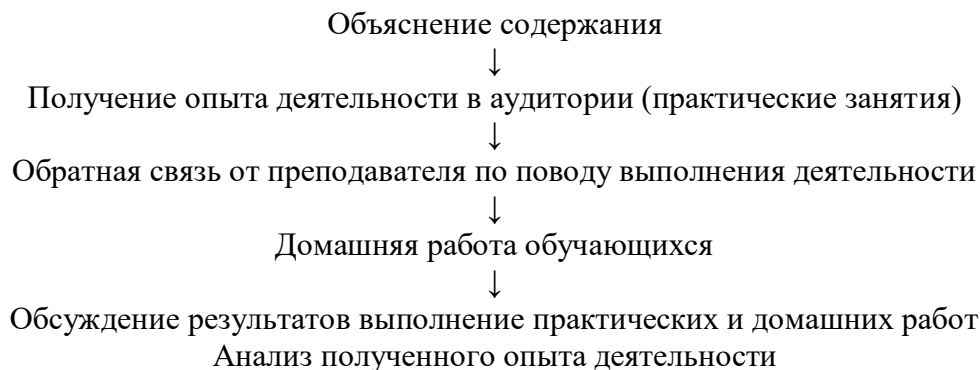 Объяснение содержания
↓
Получение опыта деятельности в аудитории (практические занятия)
↓
Обратная связь от преподавателя по поводу выполнения деятельности
↓
Домашняя работа обучающихся
↓
Обсуждение результатов выполнение практических и домашних работ
Анализ полученного опыта деятельности